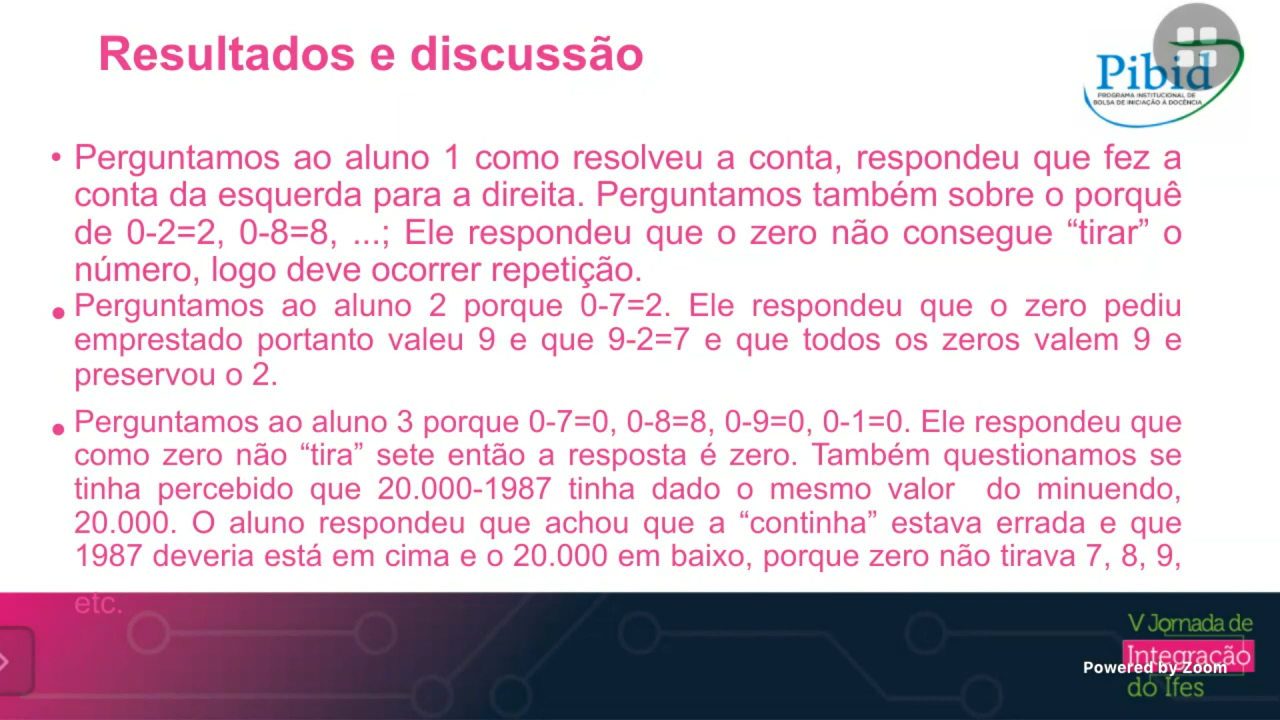 Resultados e discussão
Pibid
PROGRAMA INSTITUCIONAL DE
BOLSA DE INICIAÇÃO À DOCÊNCIA
• Perguntamos ao aluno 1 como resolveu a conta, respondeu que fez a
conta da esquerda para a direita. Perguntamos também sobre o porquê
de 0-2=2, 0-8=8, ...; Ele respondeu que o zero não consegue “tirar” o
número, logo deve ocorrer repetição.
• Perguntamos ao aluno 2 porque 0-7=2. Ele respondeu que o zero pediu
emprestado portanto valeu 9 e que 9-2=7 e que todos os zeros valem 9 e
preservou o 2.
• Perguntamos ao aluno 3 porque 0-7=0, 0-8=8, 0-9=0, 0-1=0. Ele respondeu que
como zero não “tira” sete então a resposta é zero. Também questionamos se
tinha percebido que 20.000-1987 tinha dado o mesmo valor do minuendo,
20.000. O aluno respondeu que achou que a “continha” estava errada e que
1987 deveria está em cima e o 20.000 em baixo, porque zero não tirava 7, 8, 9,
etc.
V Jornada de
Integração
do Ifes
Powered by Zoom